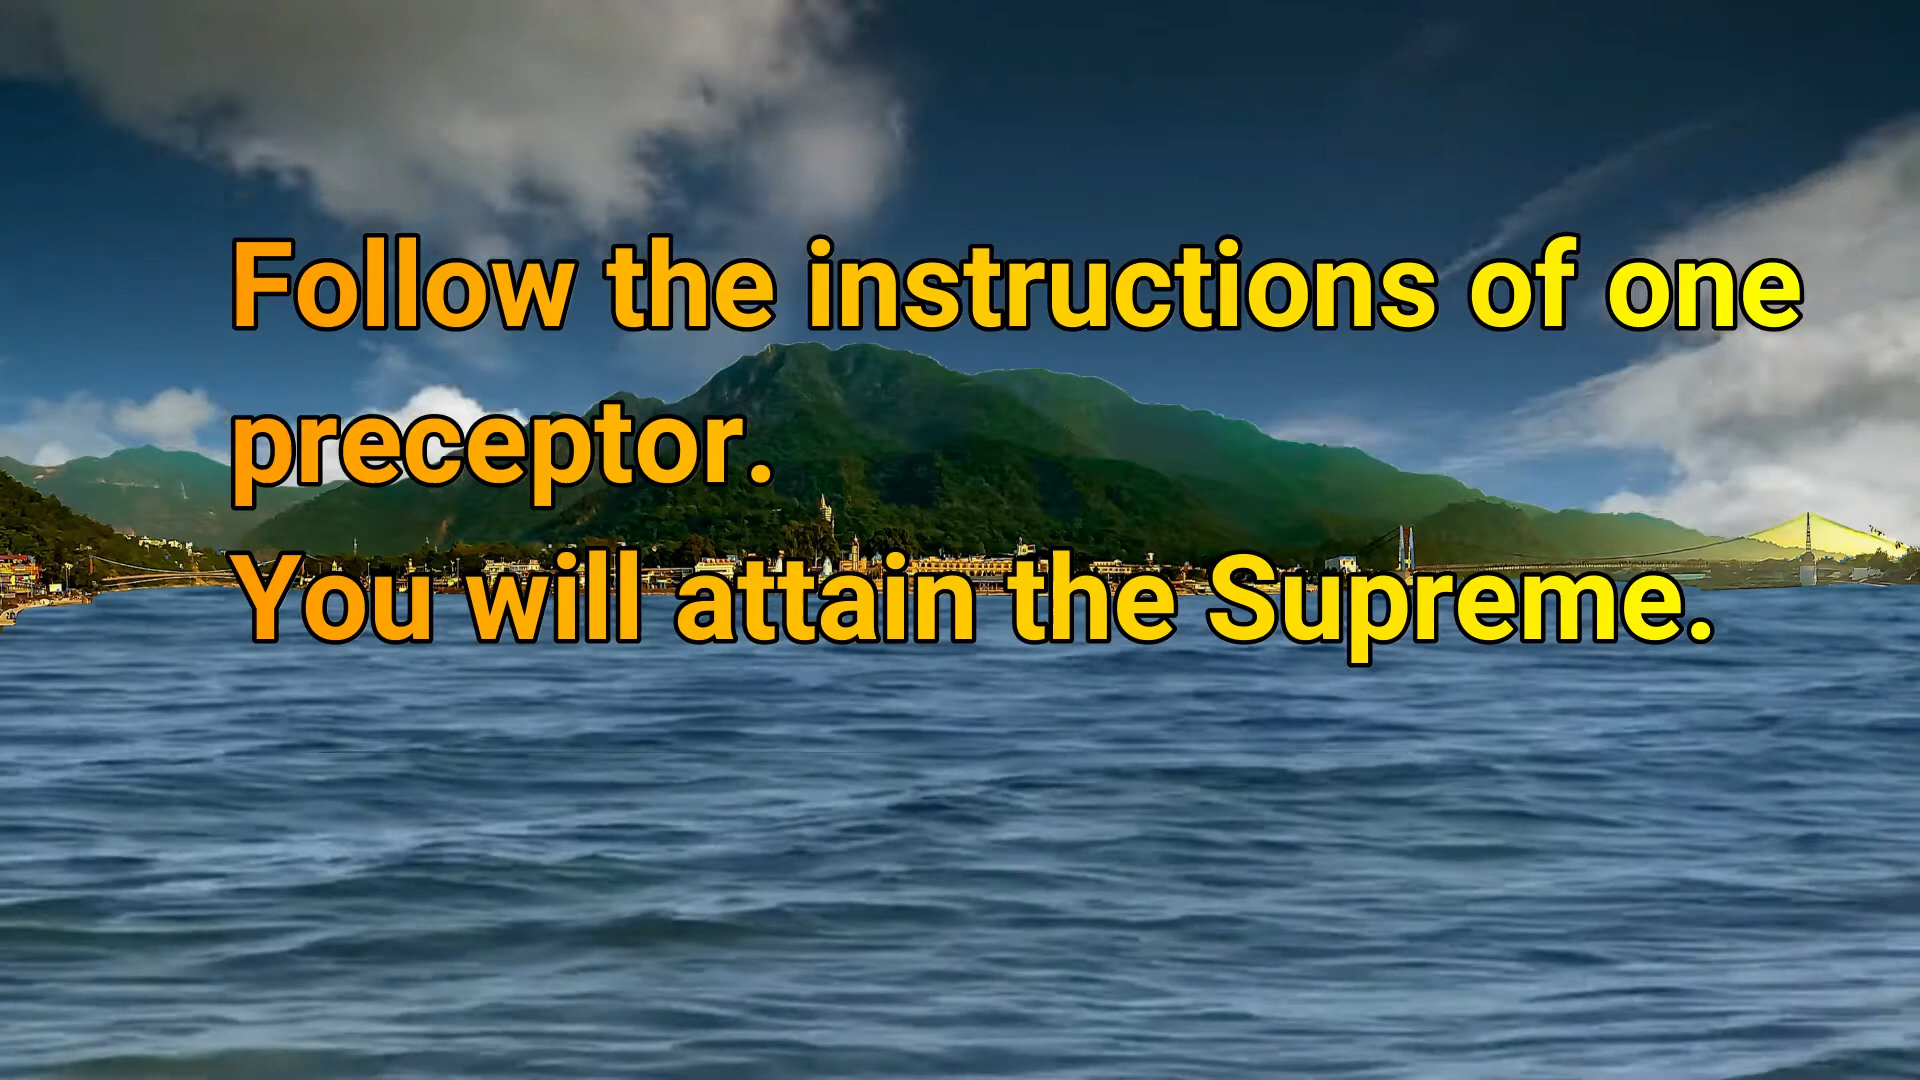 Follow the instructions of one
preceptor.
You will attain the Supreme.